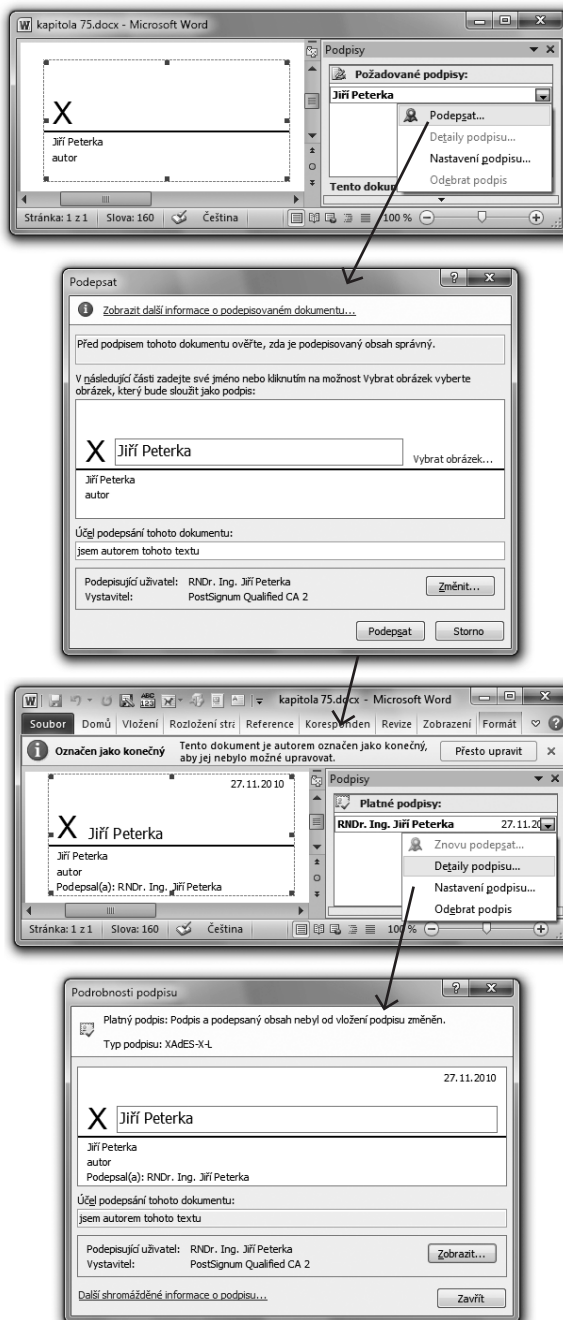 kapitola 75.docx - Microsoft Word
Podpisy
Požadované podpisy:
Jiří Peterka
X
Jiří Peterka
autor
Podepsat...
Detaily podpisu...
Nastavení podpisu...
Odebrat podpis
Tento
Stránka: 1 z 1 Slova: 160 Čeština 100 %
Podepsat
Zobrazit další informace o podepisovaném dokumentu...
Před podpisem tohoto dokumentu ověřte, zda je podepisovaný obsah správný.
V následující části zadejte své jméno nebo kliknutím na možnost Vybrat obrázek vyberte
obrázek, který bude sloužit jako podpis:
X Jiří Peterka
Vybrat obrázek...
Jiří Peterka
autor
Účel podepsání tohoto dokumentu:
jsem autorem tohoto textu
Podepisující uživatel: RNDr. Ing. Jiří Peterka
Vystavitel: PostSignum Qualified CA 2
Změnit...
Podepsat Storno
kapitola 75.docx - Microsoft Word
Soubor Domů Vložení Rozložení strá Reference Koresponden Revize Zobrazení Formát
Označen jako konečný Tento dokument je autorem označen jako konečný,
aby jej nebylo možné upravovat.
Přesto upravit
27.11.2010
X Jiří Peterka
Jiří Peterka
autor
Podepsal(a): RNDr. Ing. Jiří Peterka
Podpisy
Platné podpisy:
RNDr. Ing. Jiří Peterka 27.11.20
Znovu podepsat...
Detaily podpisu...
Nastavení podpisu...
Odebrat podpis
Stránka: 1 z 1 Slova: 160 Čeština 100 %
Podrobnosti podpisu
Platný podpis: Podpis a podepsaný obsah nebyl od vložení podpisu změněn.
Typ podpisu: XAdES-X-L
27.11.2010
X Jiří Peterka
Jiří Peterka
autor
Podepsal(a): RNDr. Ing. Jiří Peterka
Účel podepsání tohoto dokumentu:
jsem autorem tohoto textu
Podepisující uživatel: RNDr. Ing. Jiří Peterka
Vystavitel: PostSignum Qualified CA 2
Zobrazit...
Další shromážděné informace o podpisu...
Zavřít